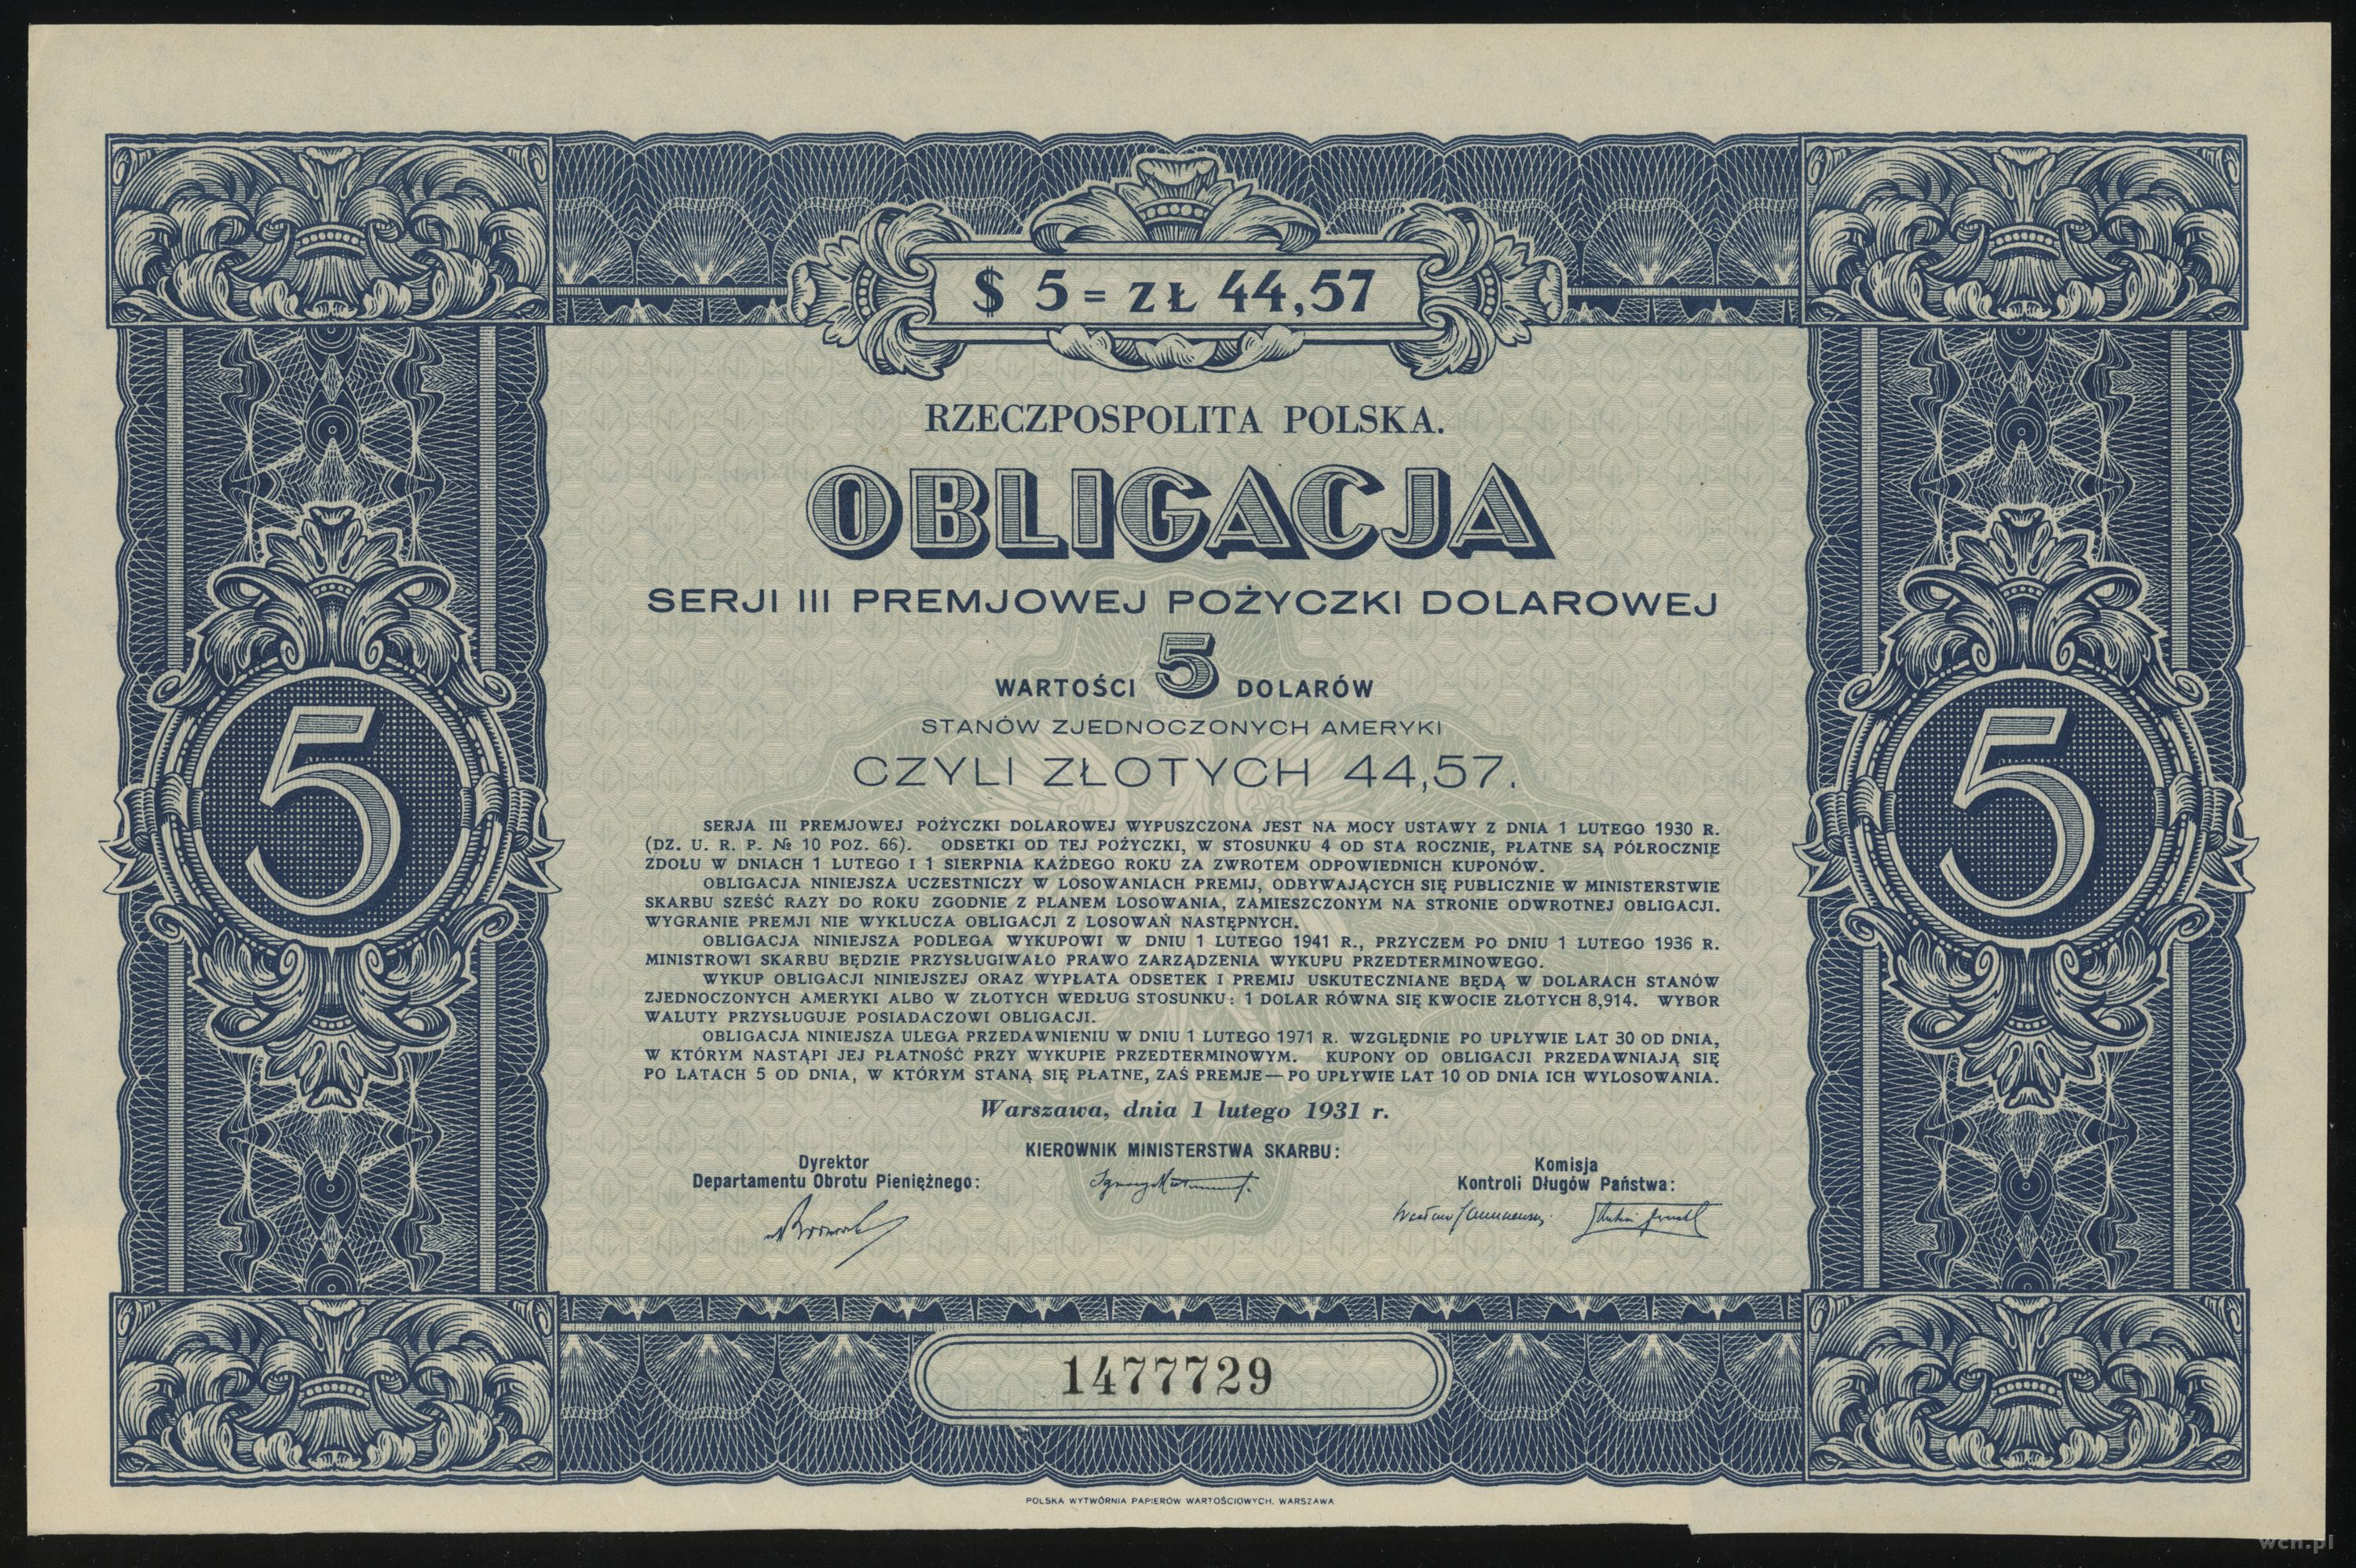 $ 5 = ZŁ 44,57
RZECZPOSPOLITA POLSKA.
OBLIGACJA
SERJI III PREMJOWEJ POŻYCZKI DOLAROWEJ
WARTOŚCI 5 DOLARÓW
STANÓW ZJEDNOCZONYCH AMERYKI
CZYLI ZŁOTYCH 44,57.
5
5
SERJA III PREMJOWEJ POŻYCZKI DOLAROWEJ WYPUSZCZONA JEST NA MOCY USTAWY Z DNIA 1 LUTEGO 1930 R.
(DZ. U. R. P. № 10 POZ. 66). ODSETKI OD TEJ POŻYCZKI, W STOSUNKU 4 OD STA ROCZNIE, PŁATNE SĄ PÓŁROCZNIE
ZDOŁU W DNIACH 1 LUTEGO I 1 SIERPNIA KAŻDEGO ROKU ZA ZWROTEM ODPOWIEDNICH KUPONÓW.
OBLIGACJA NINIEJSZA UCZESTNICZY W LOSOWANIACH PREMIJ, ODBYWAJĄCYCH SIĘ PUBLICZNIE W MINISTERSTWIE
SKARBU SZEŚĆ RAZY DO ROKU ZGODNIE Z PLANEM LOSOWANIA, ZAMIESZCZONYM NA STRONIE ODWROTNEJ OBLIGACJI.
WYGRANIE PREMJI NIE WYKLUCZA OBLIGACJI Z LOSOWAŃ NASTĘPNYCH.
OBLIGACJA NINIEJSZA PODLEGA WYKUPOWI W DNIU 1 LUTEGO 1941 R., PRZYCZEM PO DNIU 1 LUTEGO 1936 R.
MINISTROWI SKARBU BĘDZIE PRZYSŁUGIWAŁO PRAWO ZARZĄDZENIA WYKUPU PRZEDTERMINOWEGO.
WYKUP OBLIGACJI NINIEJSZEJ ORAZ WYPŁATA ODSETEK I PREMIJ USKUTECZNIANE BĘDĄ W DOLARACH STANÓW
ZJEDNOCZONYCH AMERYKI ALBO W ZŁOTYCH WEDŁUG STOSUNKU: 1 DOLAR RÓWNA SIĘ KWOCIE ZŁOTYCH 8,914. WYBÓR
WALUTY PRZYSŁUGUJE POSIADACZOWI OBLIGACJI.
OBLIGACJA NINIEJSZA ULEGA PRZEDAWNIENIU W DNIU 1 LUTEGO 1971 R. WZGLĘDNIE PO UPŁYWIE LAT 30 OD DNIA,
W KTÓRYM NASTĄPI JEJ PŁATNOŚĆ PRZY WYKUPIE PRZEDTERMINOWYM. KUPONY OD OBLIGACJI PRZEDAWNIAJĄ SIĘ
PO LATACH 5 OD DNIA, W KTÓRYM STANĄ SIĘ PŁATNE, ZAŚ PREMJE — PO UPŁYWIE LAT 10 OD DNIA ICH WYLOSOWANIA.
Warszawa, dnia 1 lutego 1931 r.
KIEROWNIK MINISTERSTWA SKARBU:
Dyrektor
Departamentu Obrotu Pieniężnego:
Komisja
Kontroli Długów Państwa:
1477729
POLSKA WYTWÓRNIA PAPIERÓW WARTOŚCIOWYCH. WARSZAWA
wcn.pl